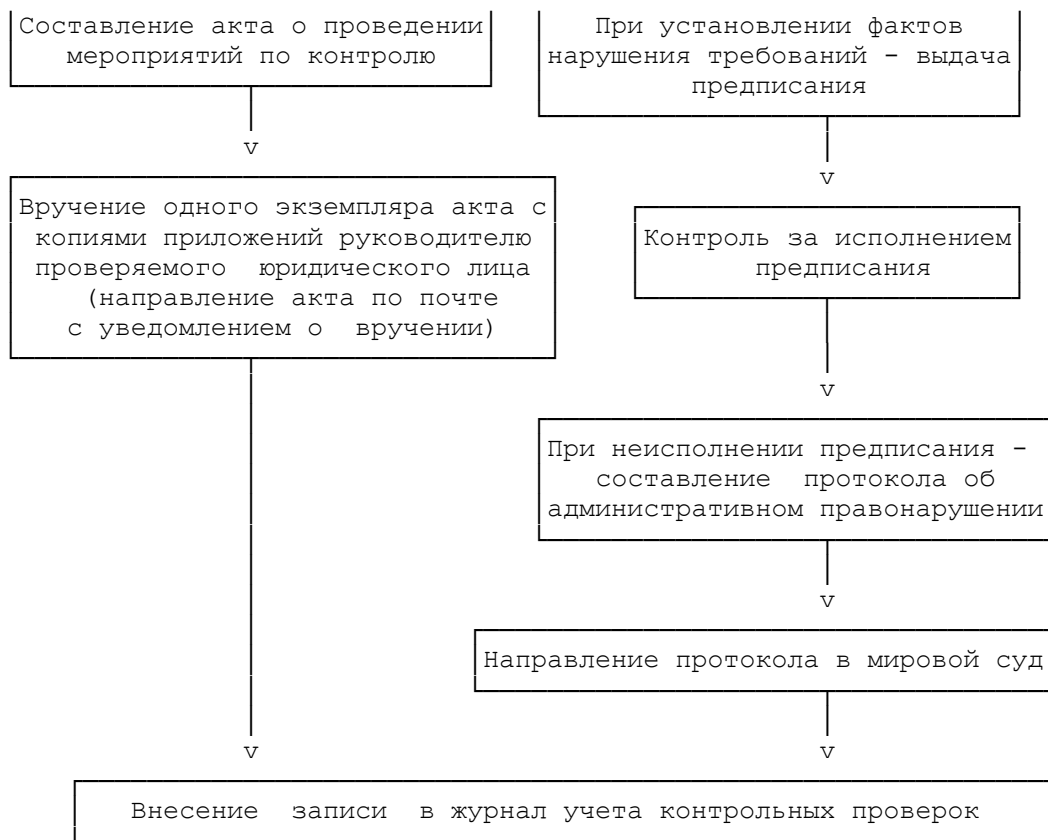 Составление акта о проведении
мероприятий по контролю
При установлении фактов
нарушения требований - выдача
предписания
v
v
Вручение одного экземпляра акта с
копиями приложений руководителю
проверяемого юридического лица
(направление акта по почте
с уведомлением о вручении)
Контроль за исполнением
предписания
v
При неисполнении предписания -
составление протокола об
административном правонарушении
v
Направление протокола в мировой суд
v
v
Внесение записи в журнал учета контрольных проверок